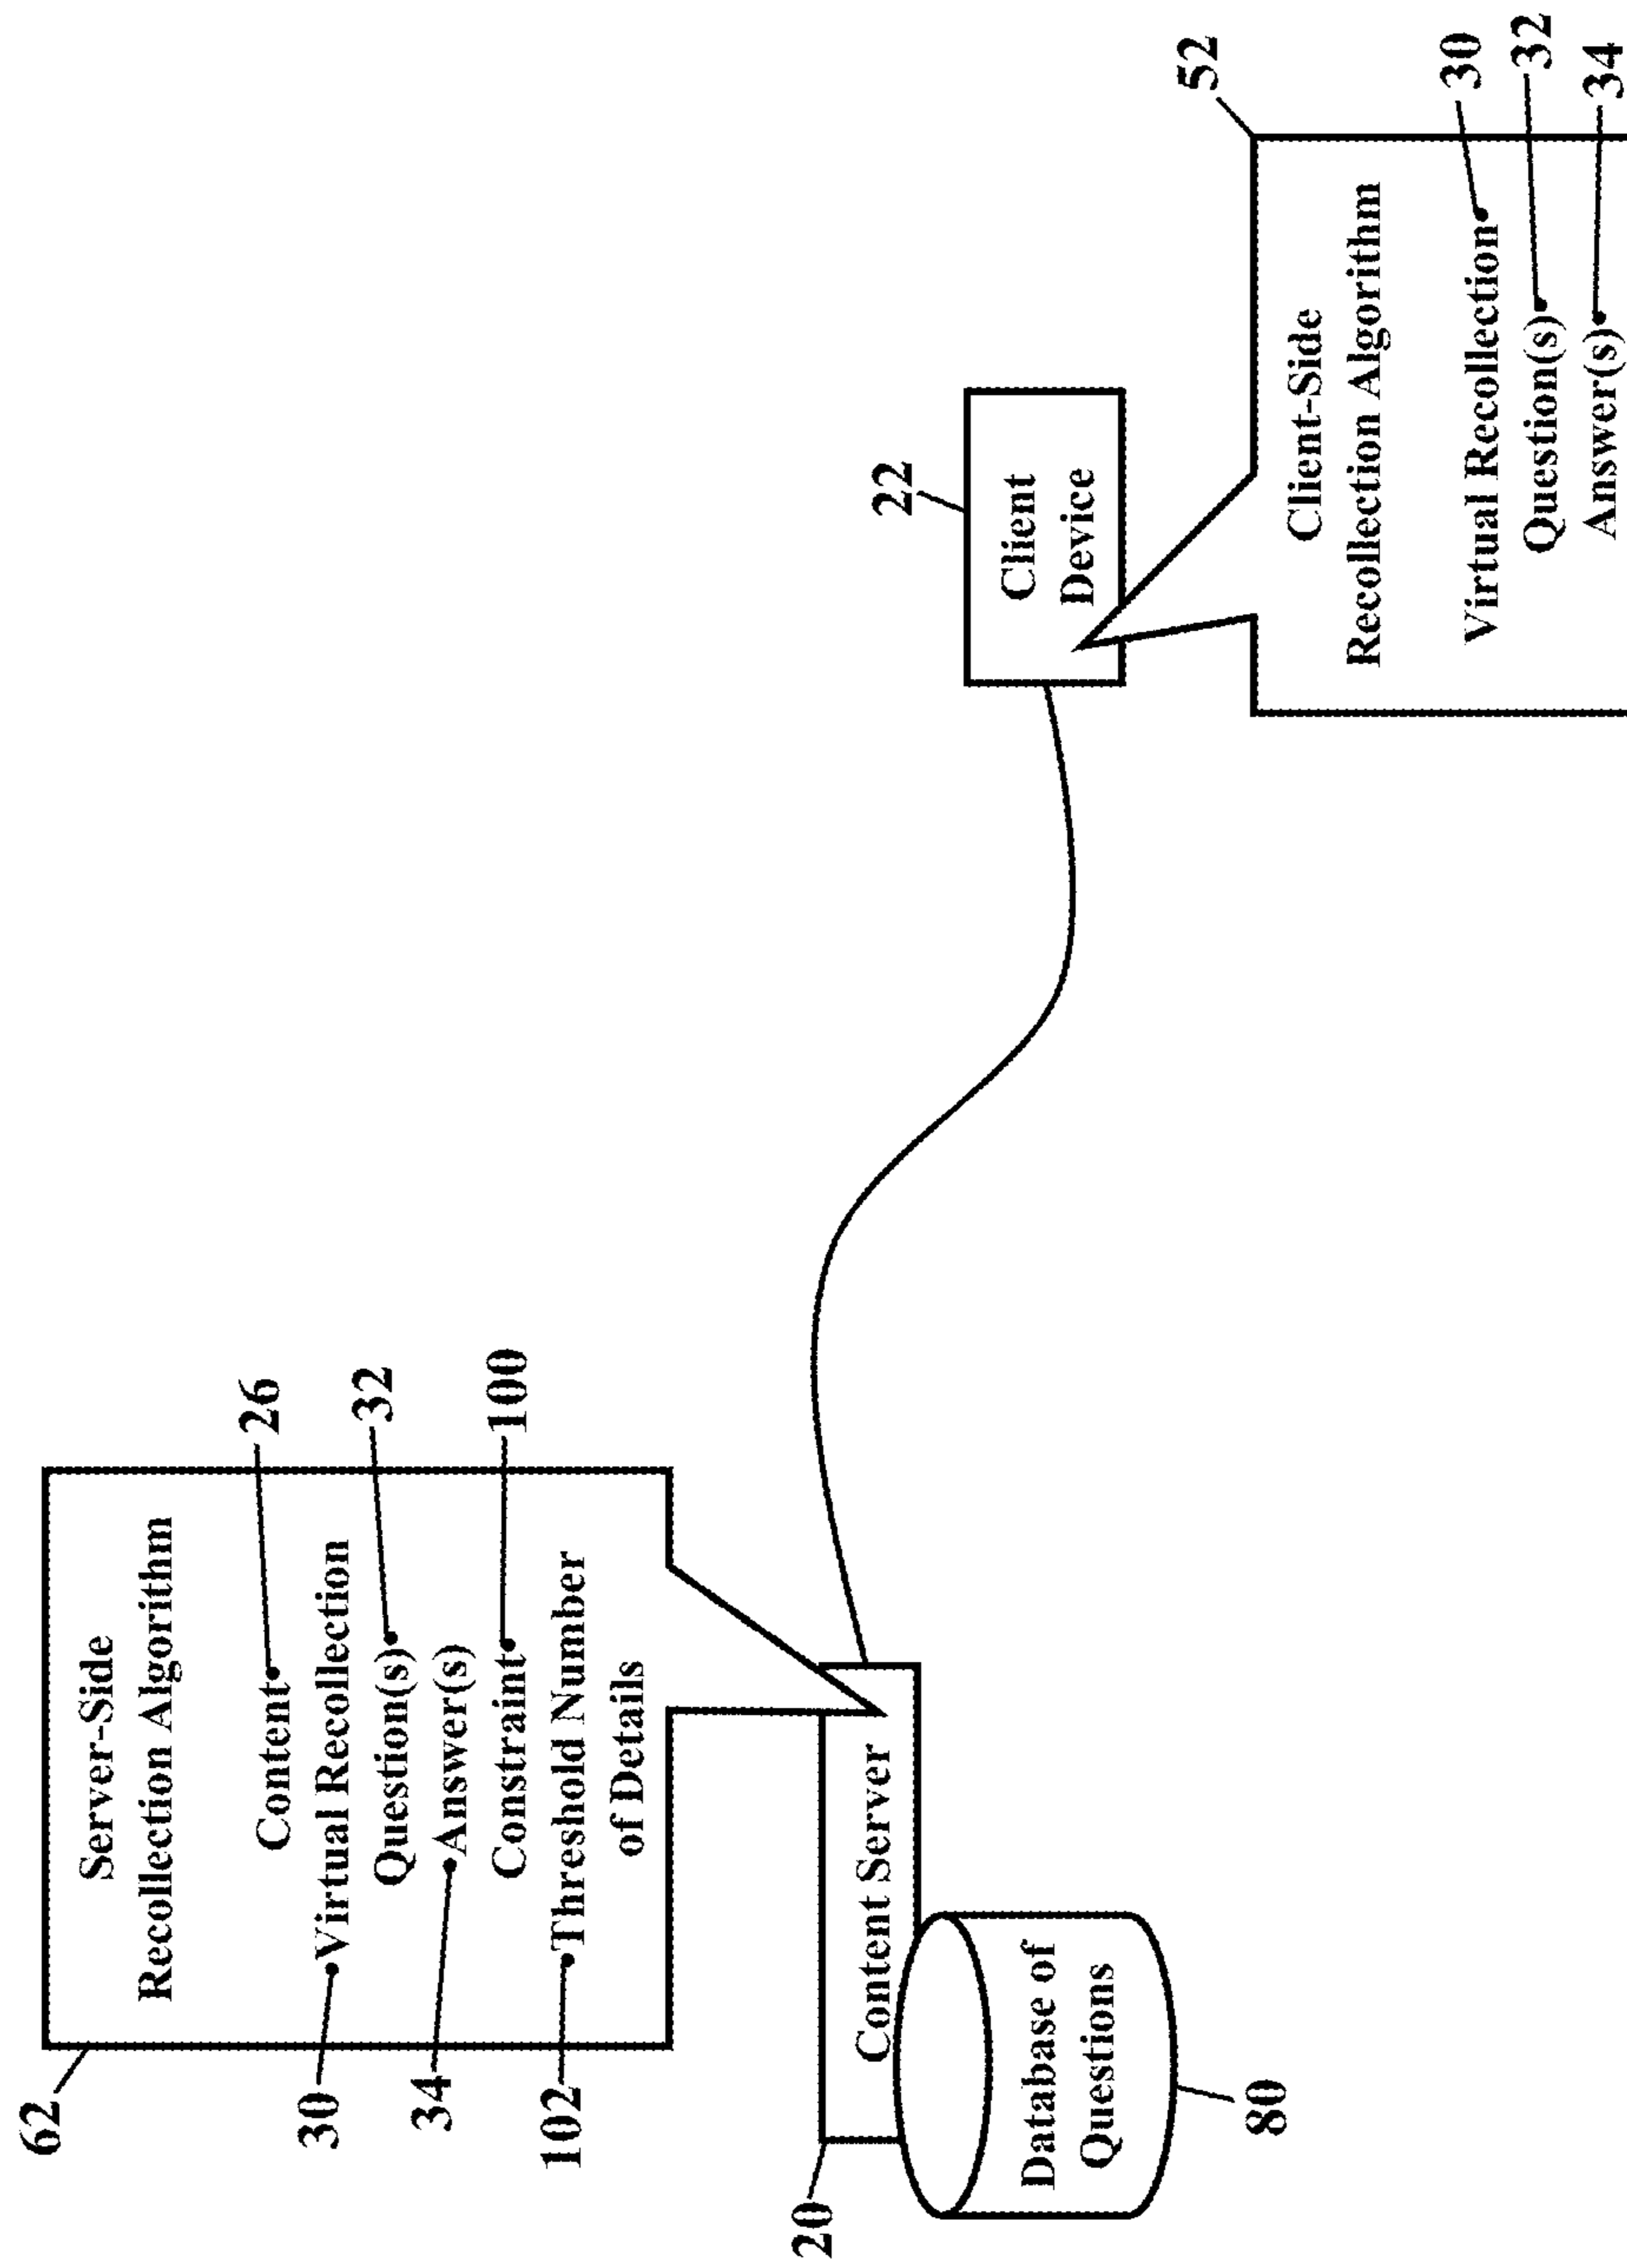 62
Server-Side
Recollection Algorithm
Content
26
30
Virtual Recollection
Question(s)
32
34
Answer(s)
Constraint
100
102
Threshold Number
of Details
20
Content Server
Database of
Questions
80
22
Client
Device
52
Client-Side
Recollection Algorithm
Virtual Recollection
30
Question(s)
32
Answer(s)
34